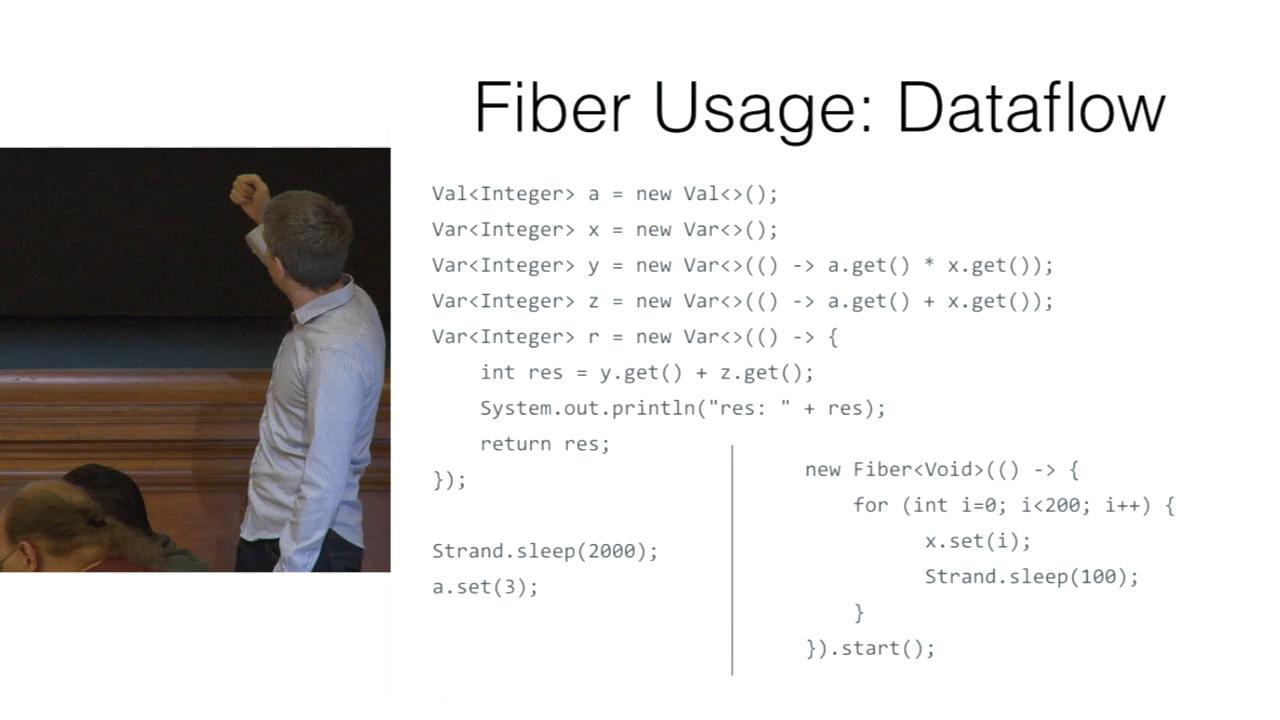 Fiber Usage: Dataflow
Val<Integer> a = new Val<>();
Var<Integer> x = new Var<>();
Var<Integer> y = new Var<>(() -> a.get() * x.get());
Var<Integer> z = new Var<>(() -> a.get() + x.get());
Var<Integer> r = new Var<>(() -> {
    int res = y.get() + z.get();
    System.out.println("res: " + res);
    return res;
});
Strand.sleep(2000);
a.set(3);
new Fiber<Void>(() -> {
    for (int i=0; i<200; i++) {
        x.set(i);
        Strand.sleep(100);
    }
}).start();